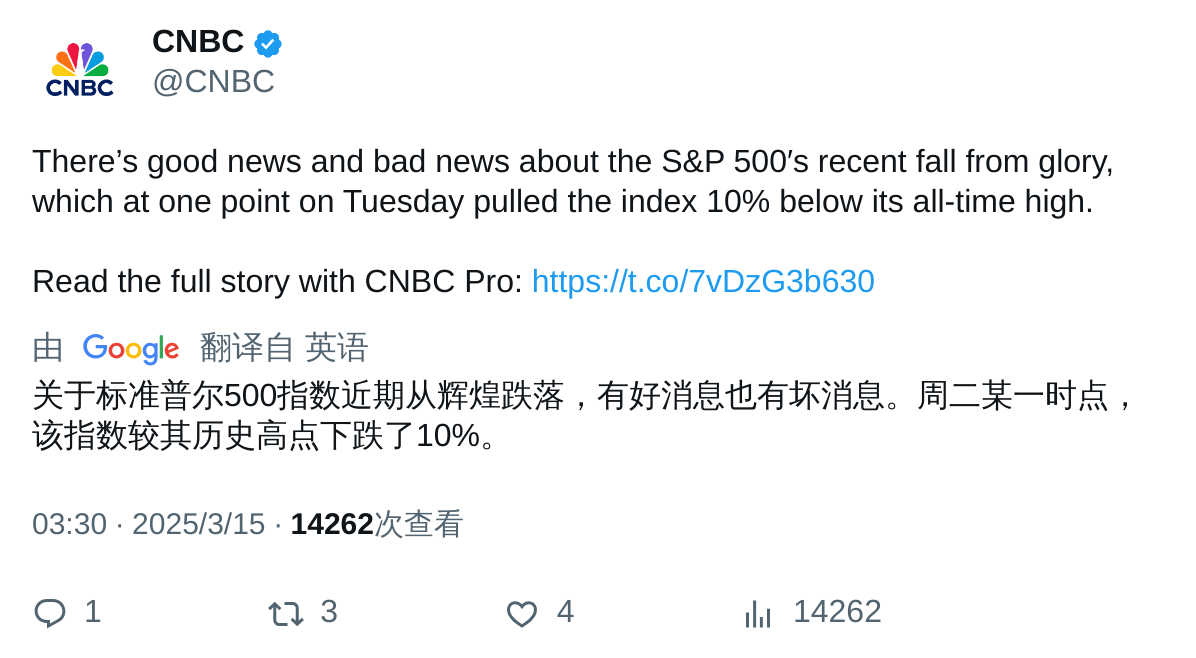 CNBC
CNBC
@CNBC
There’s good news and bad news about the S&P 500′s recent fall from glory,
which at one point on Tuesday pulled the index 10% below its all-time high.
Read the full story with CNBC Pro: https://t.co/7vDzG3b630
由 Google 翻译自 英语
关于标准普尔500指数近期从辉煌跌落，有好消息也有坏消息。周二某一时点，
该指数较其历史高点下跌了10%。
03:30 · 2025/3/15 · 14262次查看
1 3 4 14262